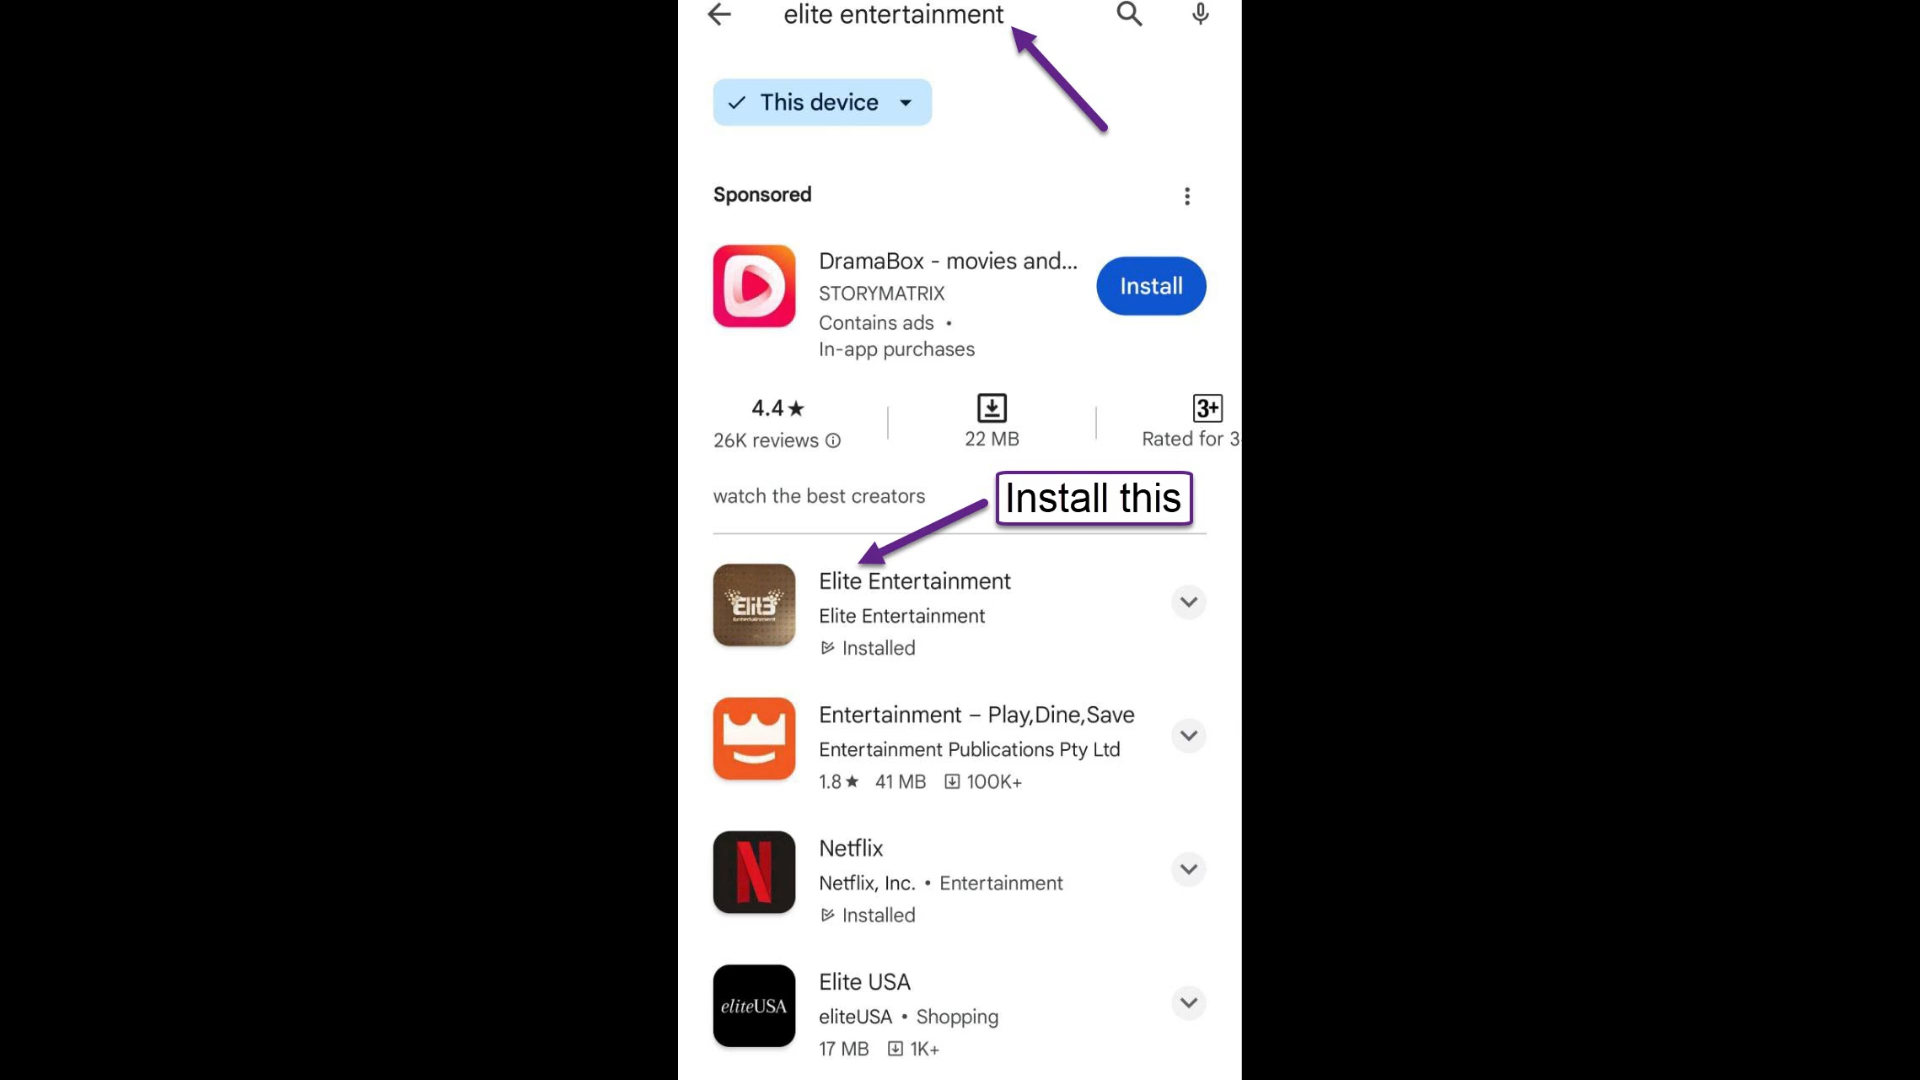 elite entertainment
This device
Sponsored
DramaBox - movies and...
STORYMATRIX
Contains ads •
In-app purchases
Install
4.4★
26K reviews
22 MB
3+
Rated for 3
watch the best creators
Install this
Elit3
Entertainment
Elite Entertainment
Elite Entertainment
Installed
Entertainment – Play,Dine,Save
Entertainment Publications Pty Ltd
1.8★ 41 MB 100K+
N
Netflix
Netflix, Inc. • Entertainment
Installed
eliteUSA
Elite USA
eliteUSA • Shopping
17 MB 1K+